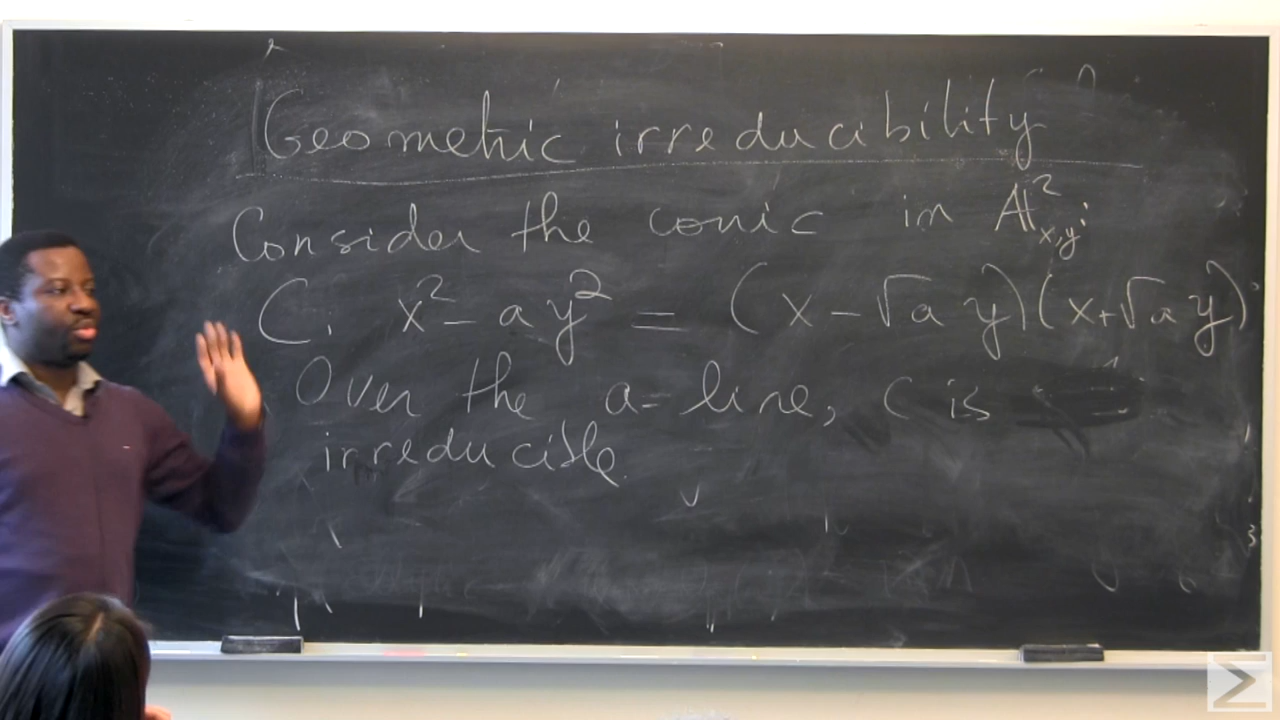 Geometric irreducibility
Consider the conic in 𝔸²x,y:
C: x² - ay² = (x - √a y)(x + √a y)
Over the a-line, C is
irreducible.